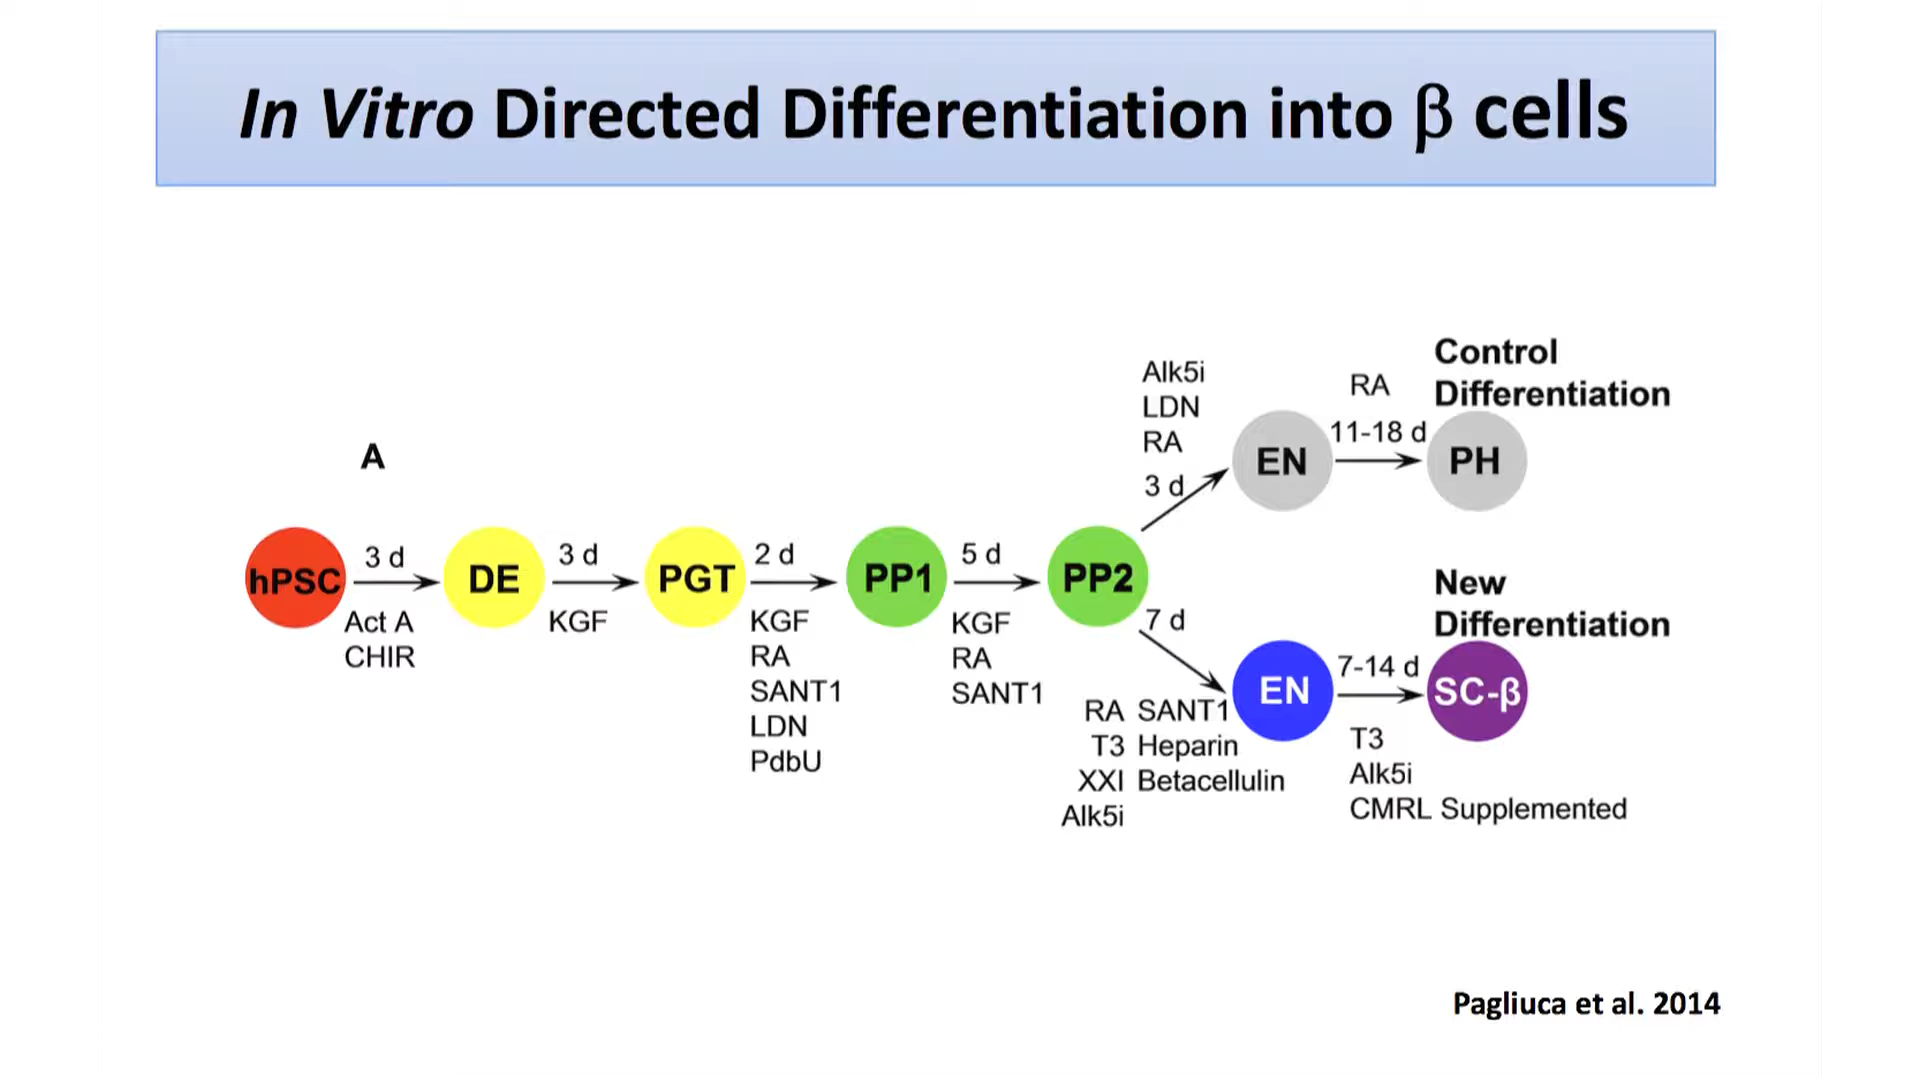 In Vitro Directed Differentiation into β cells
A
hPSC
3 d
Act A
CHIR
DE
3 d
KGF
PGT
2 d
KGF
RA
SANT1
LDN
PdbU
PP1
5 d
KGF
RA
SANT1
PP2
Alk5i
LDN
RA
3 d
EN
RA
11-18 d
Control
Differentiation
PH
7 d
RA SANT1
T3 Heparin
XXI Betacellulin
Alk5i
EN
7-14 d
T3
Alk5i
CMRL Supplemented
New
Differentiation
SC-β
Pagliuca et al. 2014